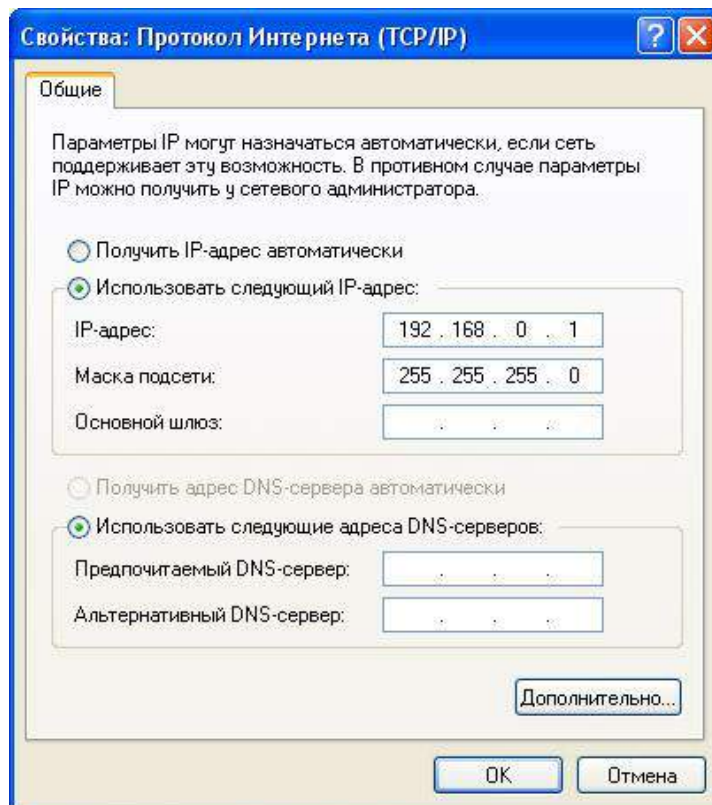 Свойства: Протокол Интернета (TCP/IP)
Общие
Параметры IP могут назначаться автоматически, если сеть
поддерживает эту возможность. В противном случае параметры
IP можно получить у сетевого администратора.
Получить IP-адрес автоматически
Использовать следующий IP-адрес:
IP-адрес: 192 . 168 . 0 . 1
Маска подсети: 255 . 255 . 255 . 0
Основной шлюз: . . .
Получить адрес DNS-сервера автоматически
Использовать следующие адреса DNS-серверов:
Предпочитаемый DNS-сервер: . . .
Альтернативный DNS-сервер: . . .
Дополнительно...
OK Отмена